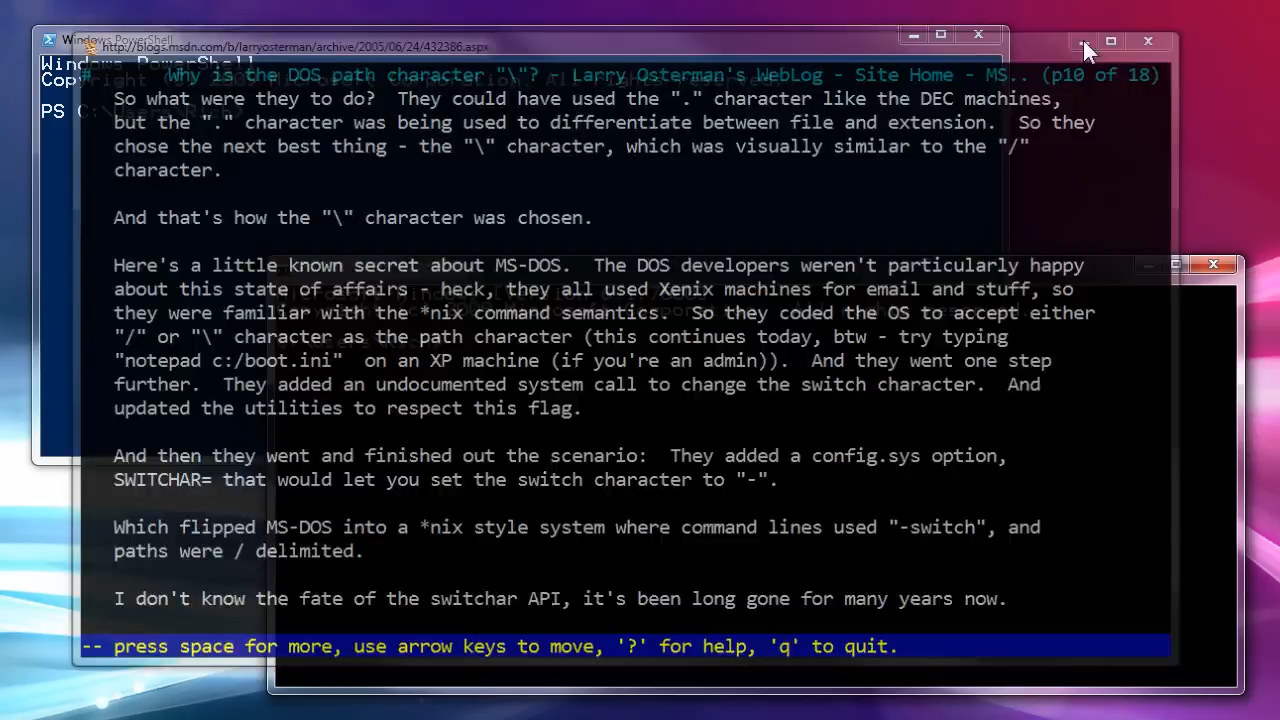 Windows PowerShell
http://blogs.msdn.com/b/larryosterman/archive/2005/06/24/432386.aspx
Windows PowerShell
# Why is the DOS path character "\"? - Larry Osterman's WebLog - Site Home - MS.. (p10 of 18)
PS C:\
So what were they to do?  They could have used the "." character like the DEC machines,
but the "." character was being used to differentiate between file and extension.  So they
chose the next best thing - the "\" character, which was visually similar to the "/"
character.
And that's how the "\" character was chosen.
Here's a little known secret about MS-DOS.  The DOS developers weren't particularly happy
about this state of affairs - heck, they all used Xenix machines for email and stuff, so
they were familiar with the *nix command semantics.  So they coded the OS to accept either
"/" or "\" character as the path character (this continues today, btw - try typing
"notepad c:/boot.ini"  on an XP machine (if you're an admin)).  And they went one step
further.  They added an undocumented system call to change the switch character.  And
updated the utilities to respect this flag.
And then they went and finished out the scenario:  They added a config.sys option,
SWITCHAR= that would let you set the switch character to "-".
Which flipped MS-DOS into a *nix style system where command lines used "-switch", and
paths were / delimited.
I don't know the fate of the switchar API, it's been long gone for many years now.
-- press space for more, use arrow keys to move, '?' for help, 'q' to quit.